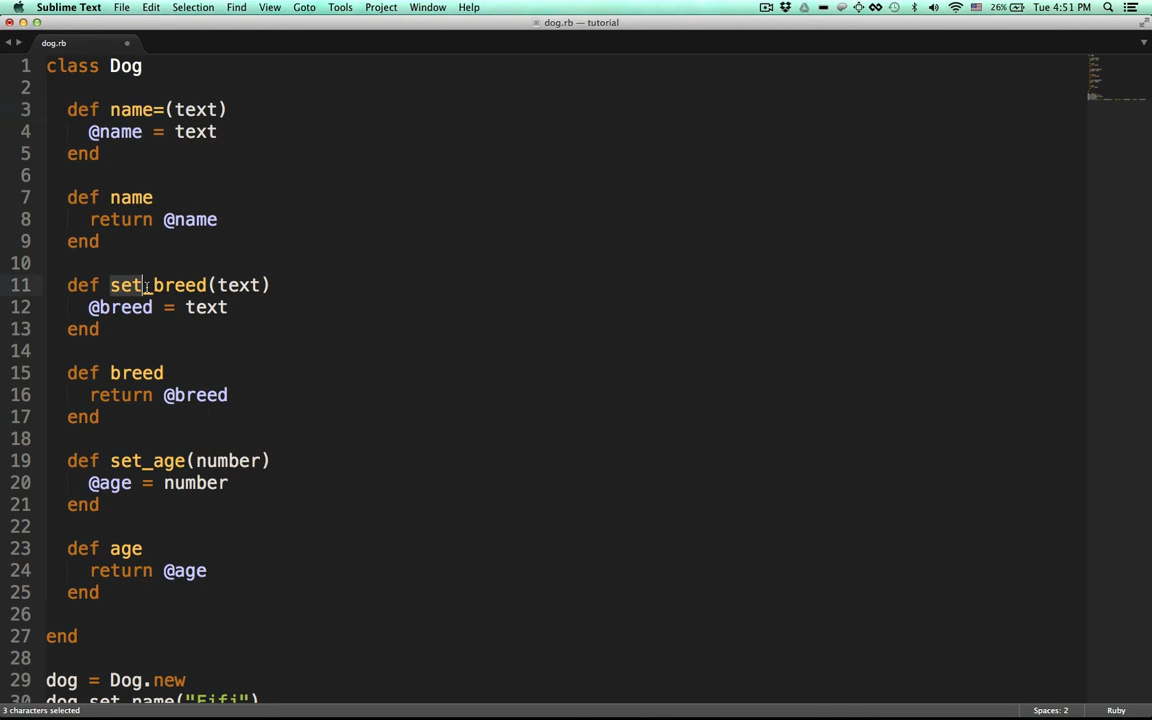 Sublime Text File Edit Selection Find View Goto Tools Project Window Help 26% Tue 4:51 PM
dog.rb — tutorial
dog.rb
1 class Dog
2
3 def name=(text)
4 @name = text
5 end
6
7 def name
8 return @name
9 end
10
11 def set_breed(text)
12 @breed = text
13 end
14
15 def breed
16 return @breed
17 end
18
19 def set_age(number)
20 @age = number
21 end
22
23 def age
24 return @age
25 end
26
27 end
28
29 dog = Dog.new
30 dog.set_name("Fifi")
3 characters selected Spaces: 2 Ruby